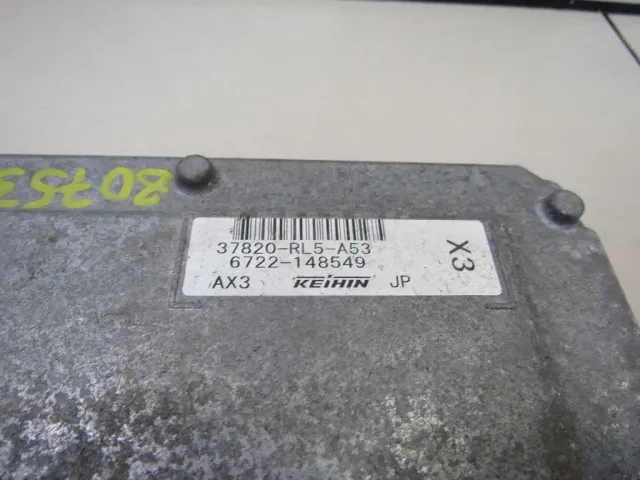 80753
37820-RL5-A53
6722-148549
AX3 KEIHIN JP
X3